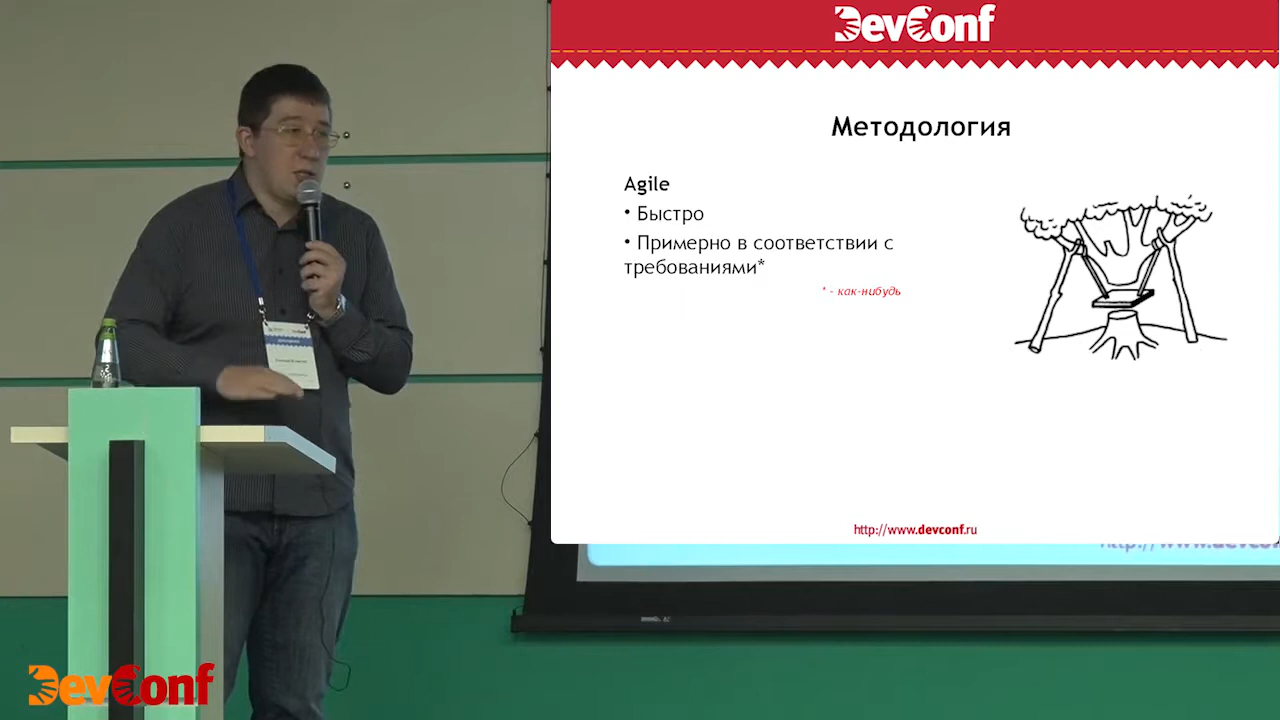 DevConf
Методология
Agile
• Быстро
• Примерно в соответствии с
требованиями*
* - как-нибудь
http://www.devconf.ru
DevConf